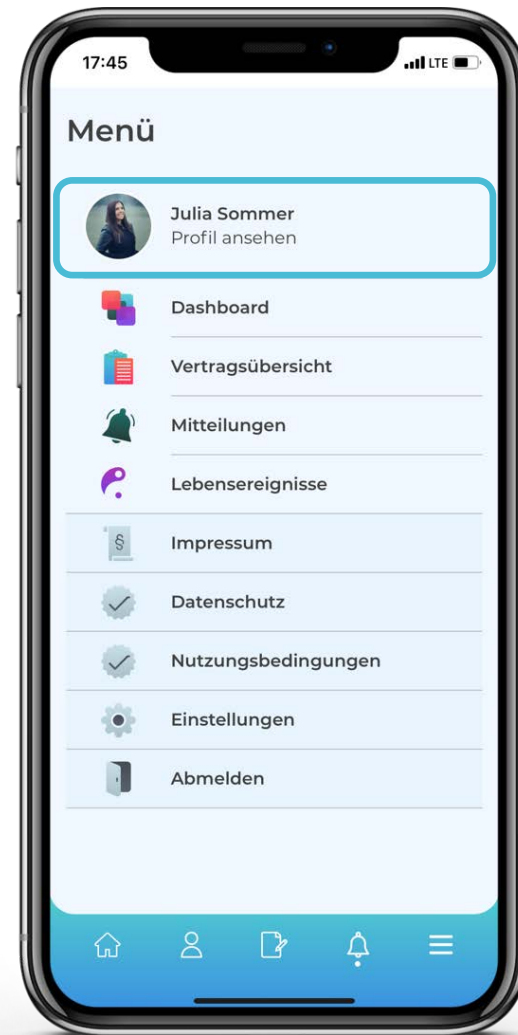 17:45
LTE
Menü
Julia Sommer
Profil ansehen
Dashboard
Vertragsübersicht
Mitteilungen
Lebensereignisse
§
Impressum
Datenschutz
Nutzungsbedingungen
Einstellungen
Abmelden